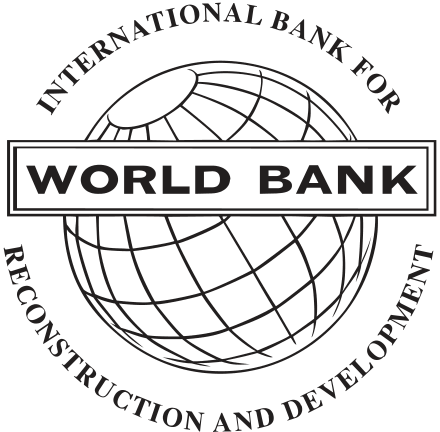 INTERNATIONAL BANK FOR
WORLD BANK
RECONSTRUCTION AND DEVELOPMENT